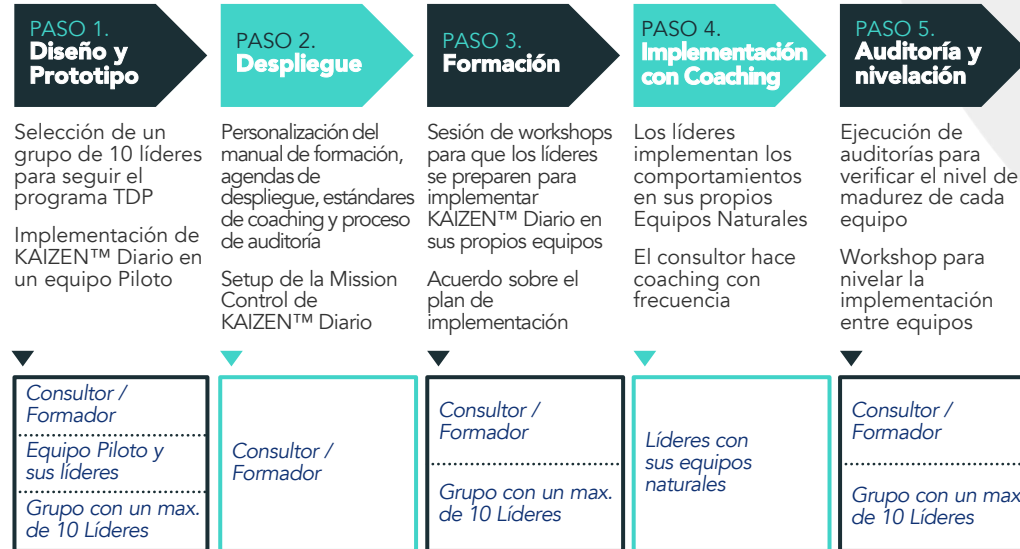 PASO 1.
Diseño y
Prototipo
Selección de un
grupo de 10 líderes
para seguir el
programa TDP
Implementación de
KAIZEN™ Diario en
un equipo Piloto
Consultor /
Formador
Equipo Piloto y
sus líderes
Grupo con un max.
de 10 Líderes
PASO 2.
Despliegue
Personalización del
manual de formación,
agendas de
despliegue, estándares
de coaching y proceso
de auditoría
Setup de la Mission
Control de
KAIZEN™ Diario
Consultor /
Formador
PASO 3.
Formación
Sesión de workshops
para que los líderes
se preparen para
implementar
KAIZEN™ Diario en
sus propios equipos
Acuerdo sobre el
plan de
implementación
Consultor /
Formador
Grupo con un max.
de 10 Líderes
PASO 4.
Implementación
con Coaching
Los líderes
implementan los
comportamientos
en sus propios
Equipos Naturales
El consultor hace
coaching con
frecuencia
Líderes con
sus equipos
naturales
PASO 5.
Auditoría y
nivelación
Ejecución de
auditorías para
verificar el nivel de
madurez de cada
equipo
Workshop para
nivelar la
implementación
entre equipos
Consultor /
Formador
Grupo con un max
de 10 Líderes